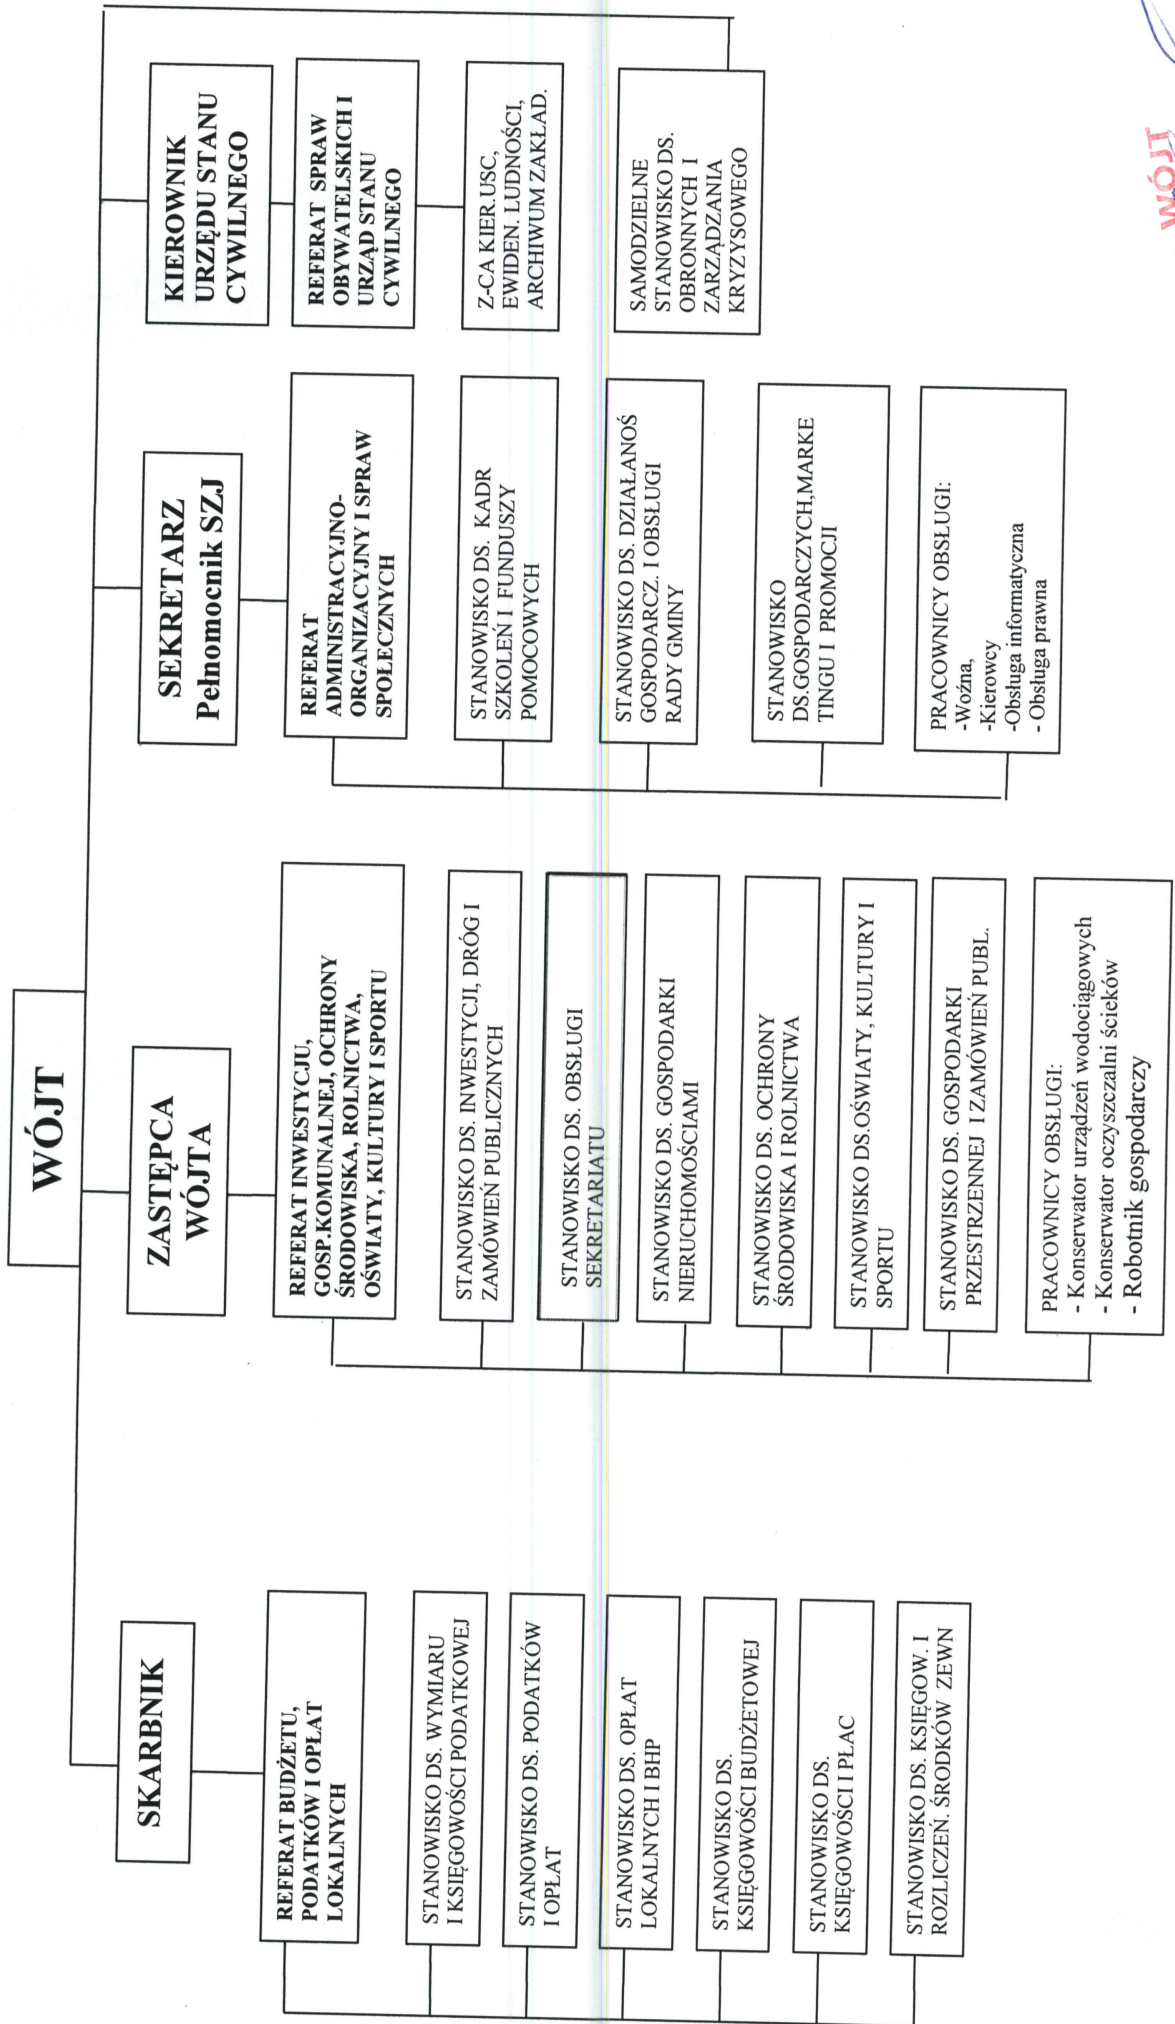 WÓJT
SKARBNIK
REFERAT BUDŻETU,
PODATKÓW I OPŁAT
LOKALNYCH
STANOWISKO DS. WYMIARU
I KSIĘGOWOŚCI PODATKOWEJ
STANOWISKO DS. PODATKÓW
I OPŁAT
STANOWISKO DS. OPŁAT
LOKALNYCH I BHP
STANOWISKO DS.
KSIĘGOWOŚCI BUDŻETOWEJ
STANOWISKO DS.
KSIĘGOWOŚCI I PŁAC
STANOWISKO DS. KSIĘGOW. I
ROZLICZEŃ. ŚRODKÓW ZEWN
ZASTĘPCA
WÓJTA
REFERAT INWESTYCJU,
GOSP.KOMUNALNEJ, OCHRONY
ŚRODOWISKA, ROLNICTWA,
OŚWIATY, KULTURY I SPORTU
STANOWISKO DS. INWESTYCJI, DRÓG I
ZAMÓWIEŃ PUBLICZNYCH
STANOWISKO DS. OBSŁUGI
SEKRETARIATU
STANOWISKO DS. GOSPODARKI
NIERUCHOMOŚCIAMI
STANOWISKO DS. OCHRONY
ŚRODOWISKA I ROLNICTWA
STANOWISKO DS.OŚWIATY, KULTURY I
SPORTU
STANOWISKO DS. GOSPODARKI
PRZESTRZENNEJ I ZAMÓWIEŃ PUBL.
PRACOWNICY OBSŁUGI:
- Konserwator urządzeń wodociągowych
- Konserwator oczyszczalni ścieków
- Robotnik gospodarczy
SEKRETARZ
Pełnomocnik SZJ
REFERAT
ADMINISTRACYJNO-
ORGANIZACYJNY I SPRAW
SPOŁECZNYCH
STANOWISKO DS. KADR
SZKOLEŃ I FUNDUSZY
POMOCOWYCH
STANOWISKO DS. DZIAŁANOŚ
GOSPODARCZ. I OBSŁUGI
RADY GMINY
STANOWISKO
DS.GOSPODARCZYCH,MARKE
TINGU I PROMOCJI
PRACOWNICY OBSŁUGI:
-Woźna,
-Kierowcy
-Obsługa informatyczna
- Obsługa prawna
KIEROWNIK
URZĘDU STANU
CYWILNEGO
REFERAT SPRAW
OBYWATELSKICH I
URZĄD STANU
CYWILNEGO
Z-CA KIER.USC,
EWIDEN. LUDNOŚCI,
ARCHIWUM ZAKŁAD.
SAMODZIELNE
STANOWISKO DS.
OBRONNYCH I
ZARZĄDZANIA
KRYZYSOWEGO
WÓJT